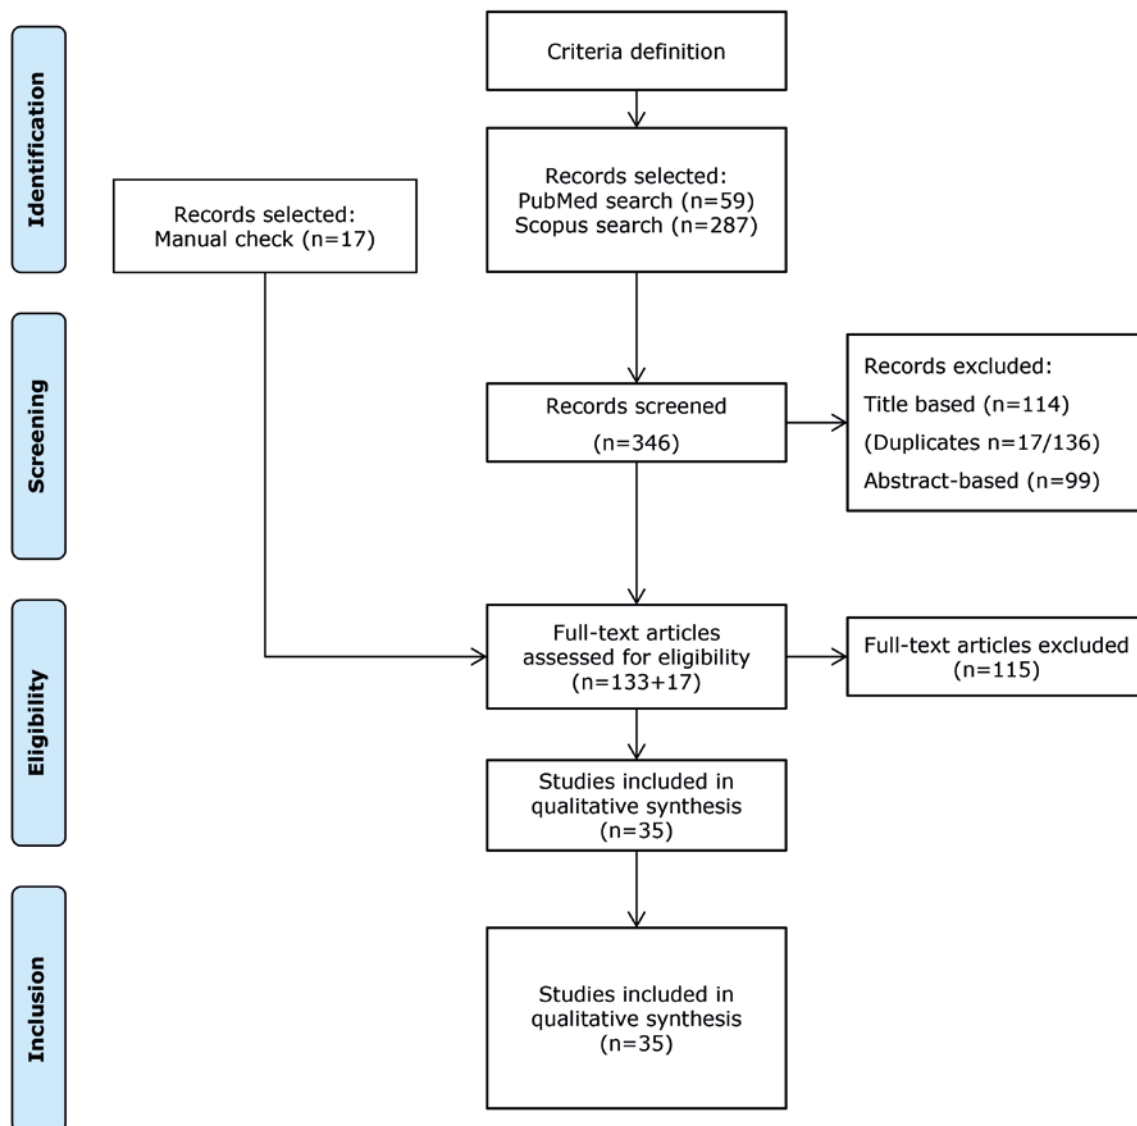 Identification
Criteria definition
Records selected:
PubMed search (n=59)
Scopus search (n=287)
Records selected:
Manual check (n=17)
Screening
Records screened
(n=346)
Records excluded:
Title based (n=114)
(Duplicates n=17/136)
Abstract-based (n=99)
Eligibility
Full-text articles
assessed for eligibility
(n=133+17)
Full-text articles excluded
(n=115)
Studies included in
qualitative synthesis
(n=35)
Inclusion
Studies included in
qualitative synthesis
(n=35)